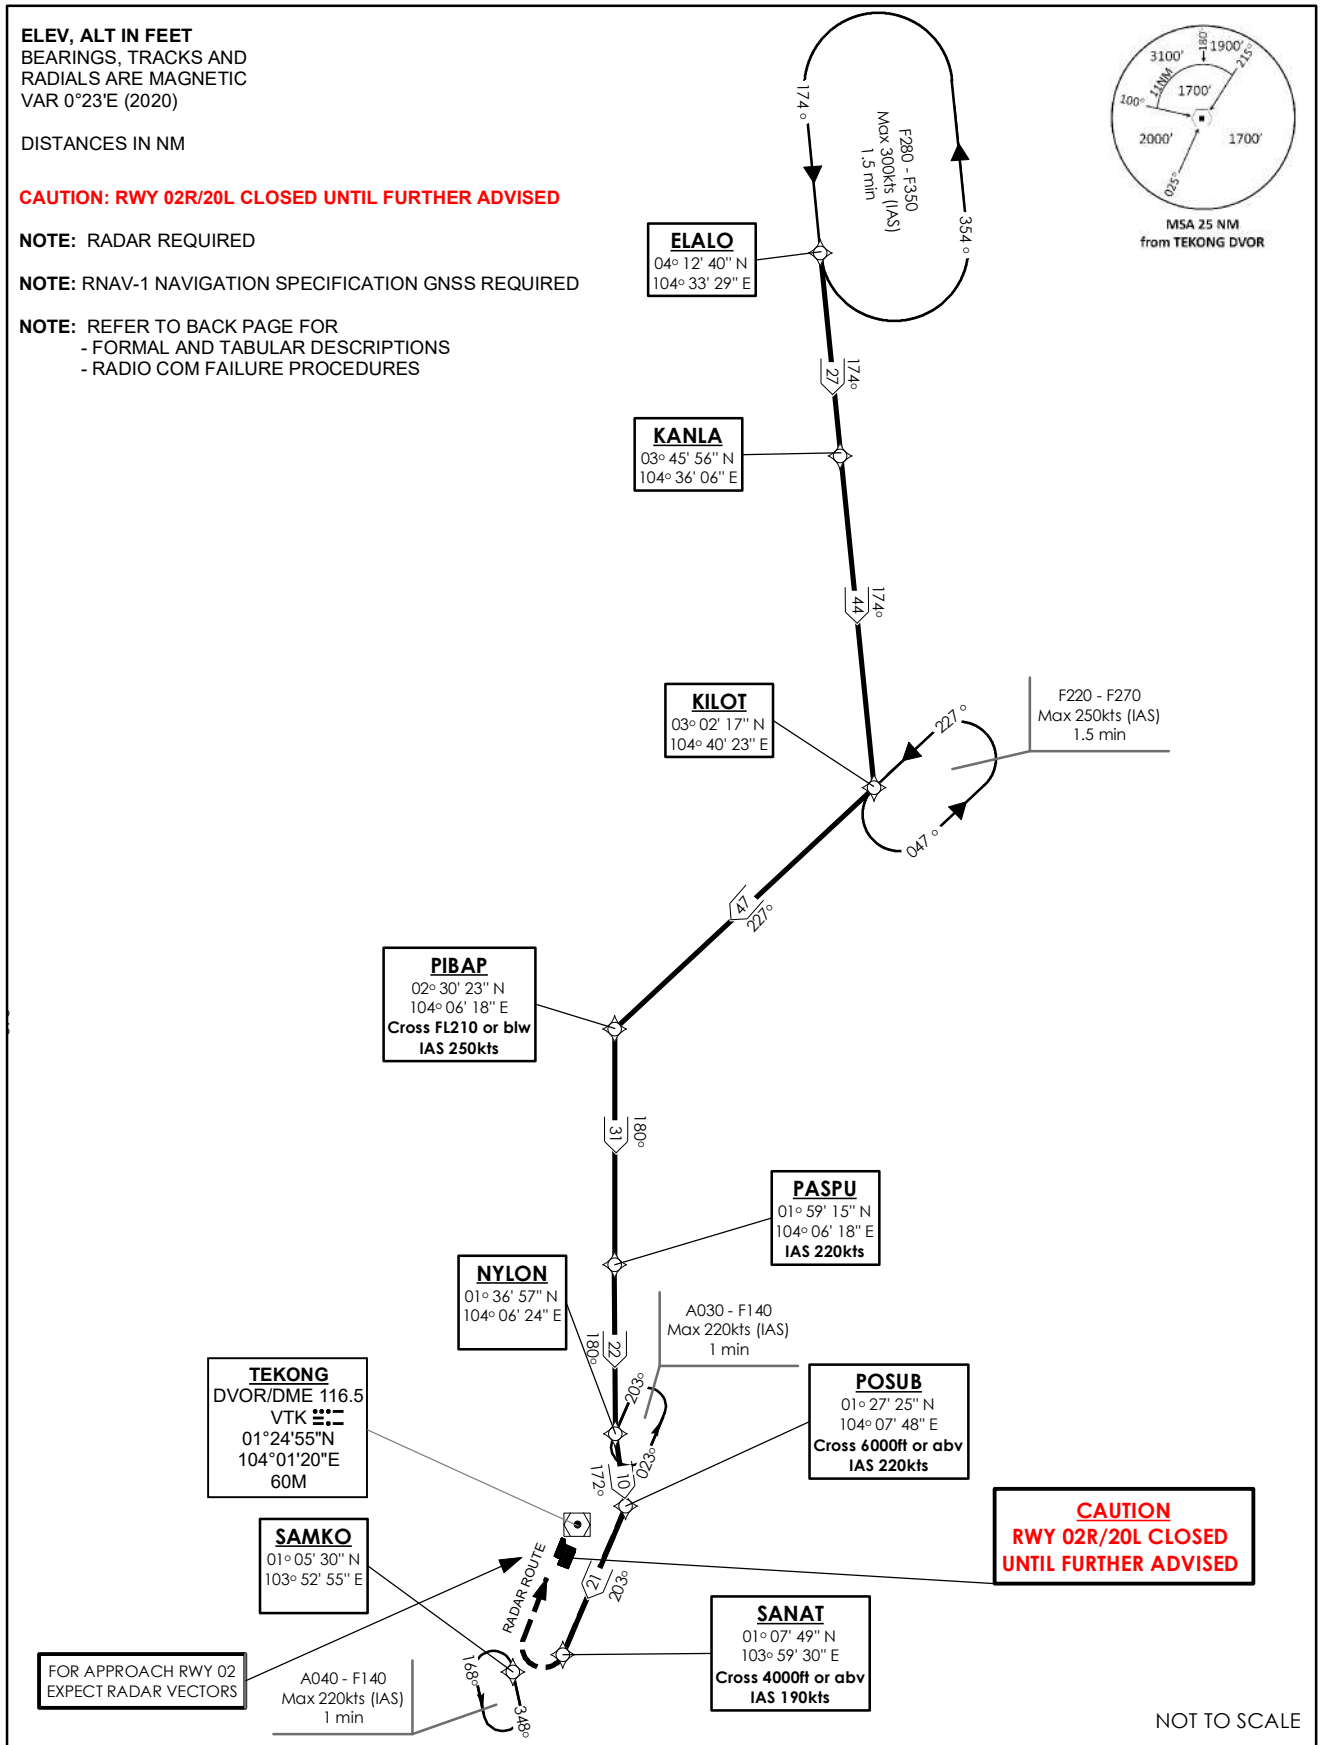 ELEV, ALT IN FEET
BEARINGS, TRACKS AND
RADIALS ARE MAGNETIC
VAR 0°23'E (2020)
DISTANCES IN NM
CAUTION: RWY 02R/20L CLOSED UNTIL FURTHER ADVISED
NOTE: RADAR REQUIRED
NOTE: RNAV-1 NAVIGATION SPECIFICATION GNSS REQUIRED
NOTE: REFER TO BACK PAGE FOR
- FORMAL AND TABULAR DESCRIPTIONS
- RADIO COM FAILURE PROCEDURES
174°
F280 - F350
Max 300kts (IAS)
1.5 min
354°
3100'
180°
1900'
215°
11NM
1700'
100°
2000'
1700'
025°
MSA 25 NM
from TEKONG DVOR
ELALO
04° 12' 40" N
104° 33' 29" E
27
174°
KANLA
03° 45' 56" N
104° 36' 06" E
44
174°
KILOT
03° 02' 17" N
104° 40' 23" E
227°
047°
F220 - F270
Max 250kts (IAS)
1.5 min
47
227°
PIBAP
02° 30' 23" N
104° 06' 18" E
Cross FL210 or blw
IAS 250kts
31
180°
PASPU
01° 59' 15" N
104° 06' 18" E
IAS 220kts
NYLON
01° 36' 57" N
104° 06' 24" E
22
180°
A030 - F140
Max 220kts (IAS)
1 min
203°
023°
10
172°
TEKONG
DVOR/DME 116.5
VTK
01°24'55"N
104°01'20"E
60M
POSUB
01° 27' 25" N
104° 07' 48" E
Cross 6000ft or abv
IAS 220kts
CAUTION
RWY 02R/20L CLOSED
UNTIL FURTHER ADVISED
SAMKO
01° 05' 30" N
103° 52' 55" E
RADAR ROUTE
21
203°
SANAT
01° 07' 49" N
103° 59' 30" E
Cross 4000ft or abv
IAS 190kts
FOR APPROACH RWY 02
EXPECT RADAR VECTORS
A040 - F140
Max 220kts (IAS)
1 min
168°
348°
NOT TO SCALE